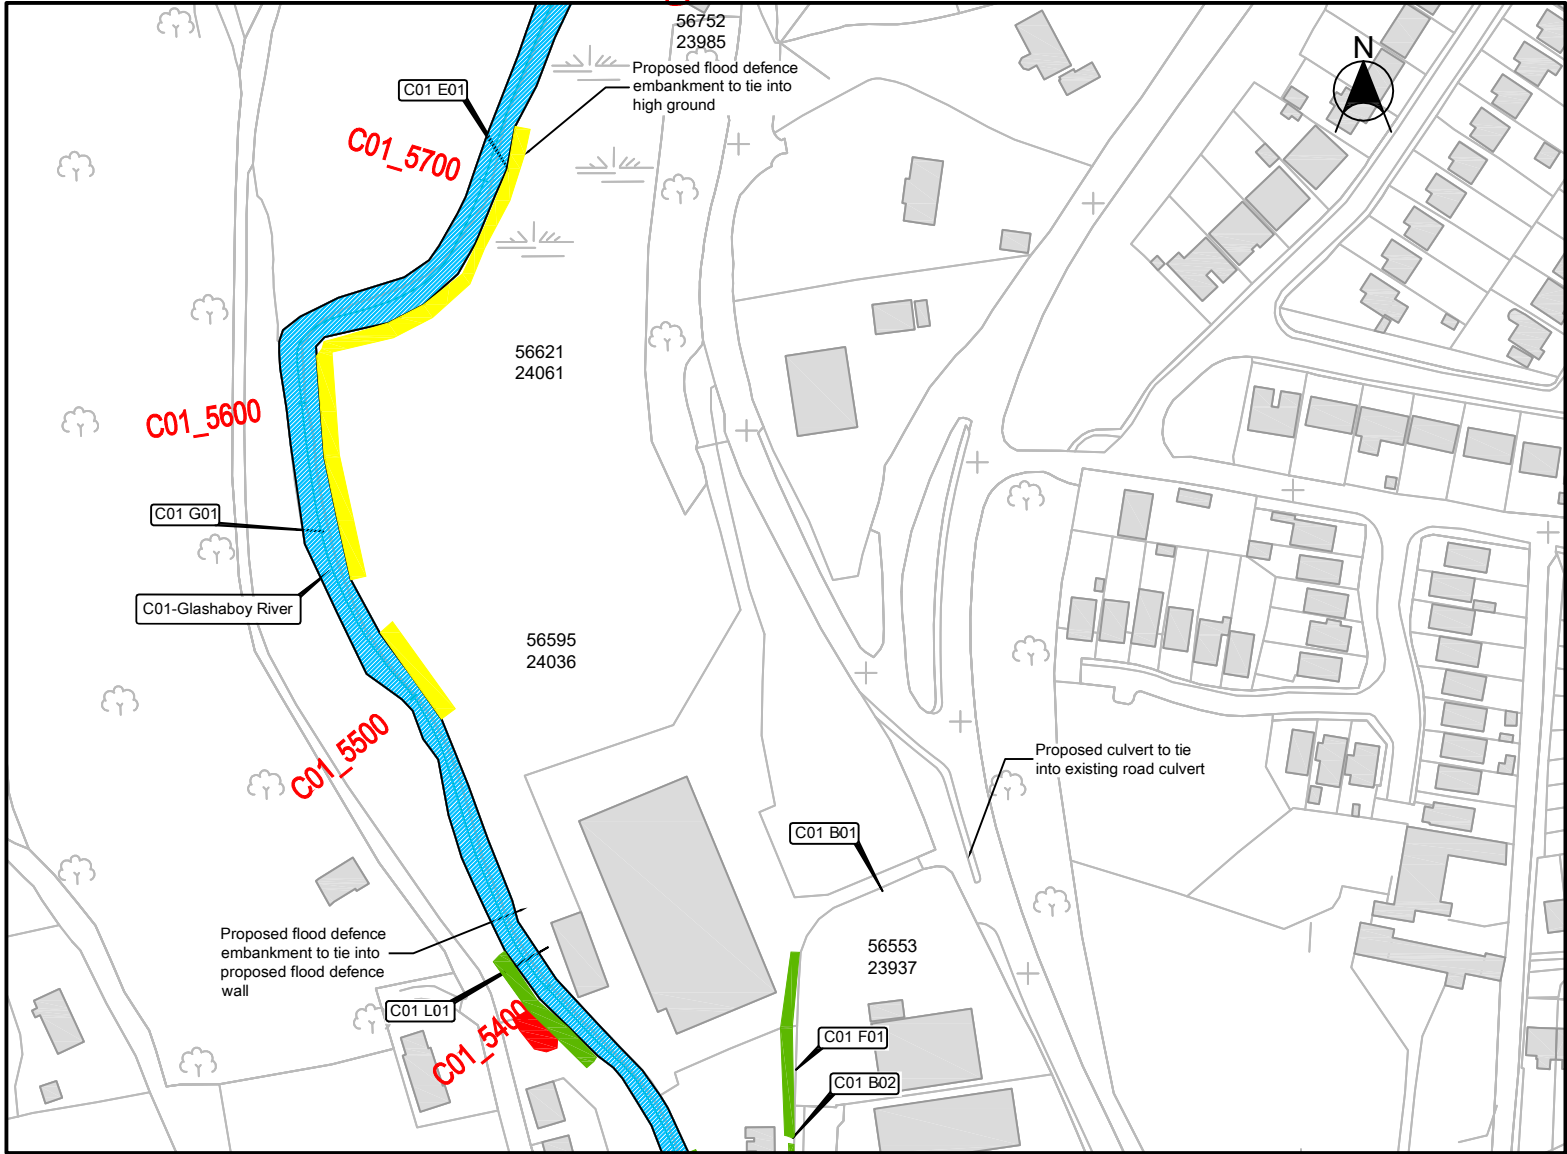 56752
23985
N
Proposed flood defence
embankment to tie into
high ground
C01 E01
C01_5700
56621
24061
C01_5600
C01 G01
C01-Glashaboy River
56595
24036
C01_5500
Proposed culvert to tie
into existing road culvert
C01 B01
Proposed flood defence
embankment to tie into
proposed flood defence
wall
56553
23937
C01 L01
C01_5400
C01 F01
C01 B02